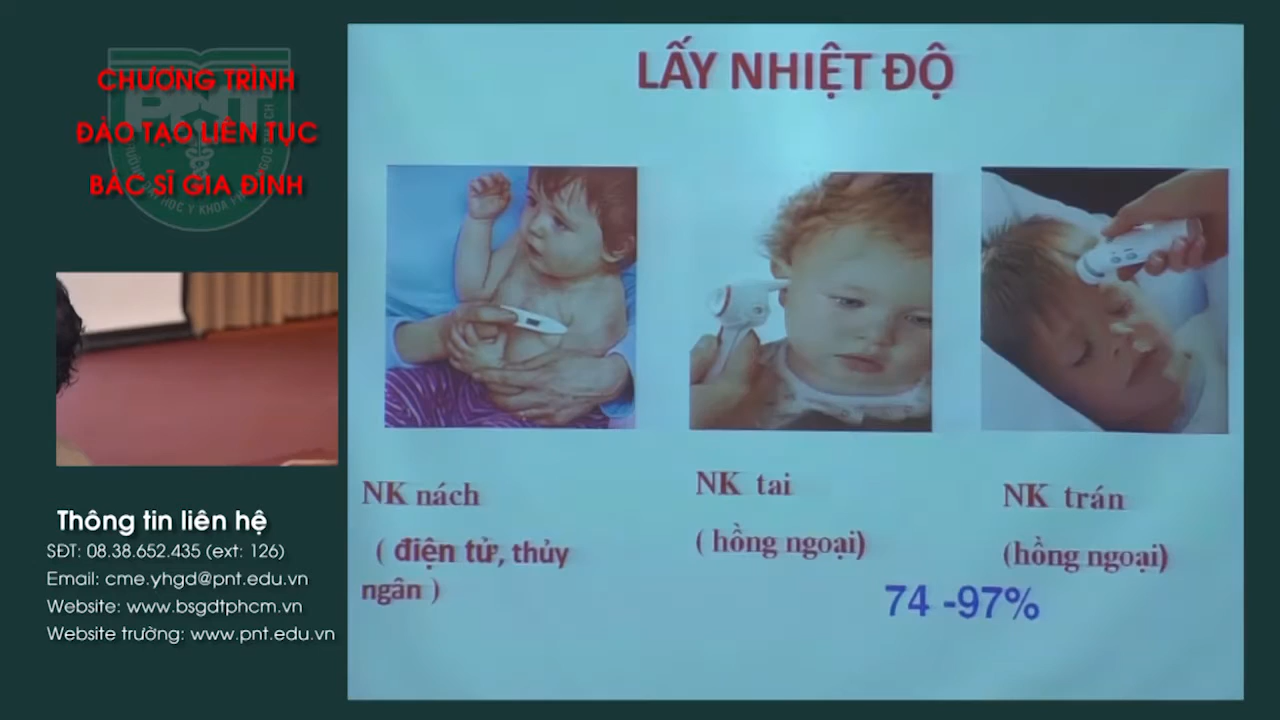 CHƯƠNG TRÌNH
ĐÀO TẠO LIÊN TỤC
BÁC SĨ GIA ĐÌNH
PNT
LẤY NHIỆT ĐỘ
NK nách
( điện tử, thủy
ngân )
NK tai
( hồng ngoại)
NK trán
(hồng ngoại)
74 -97%
Thông tin liên hệ
SĐT: 08.38.652.435 (ext: 126)
Email: cme.yhgd@pnt.edu.vn
Website: www.bsgdtphcm.vn
Website trường: www.pnt.edu.vn